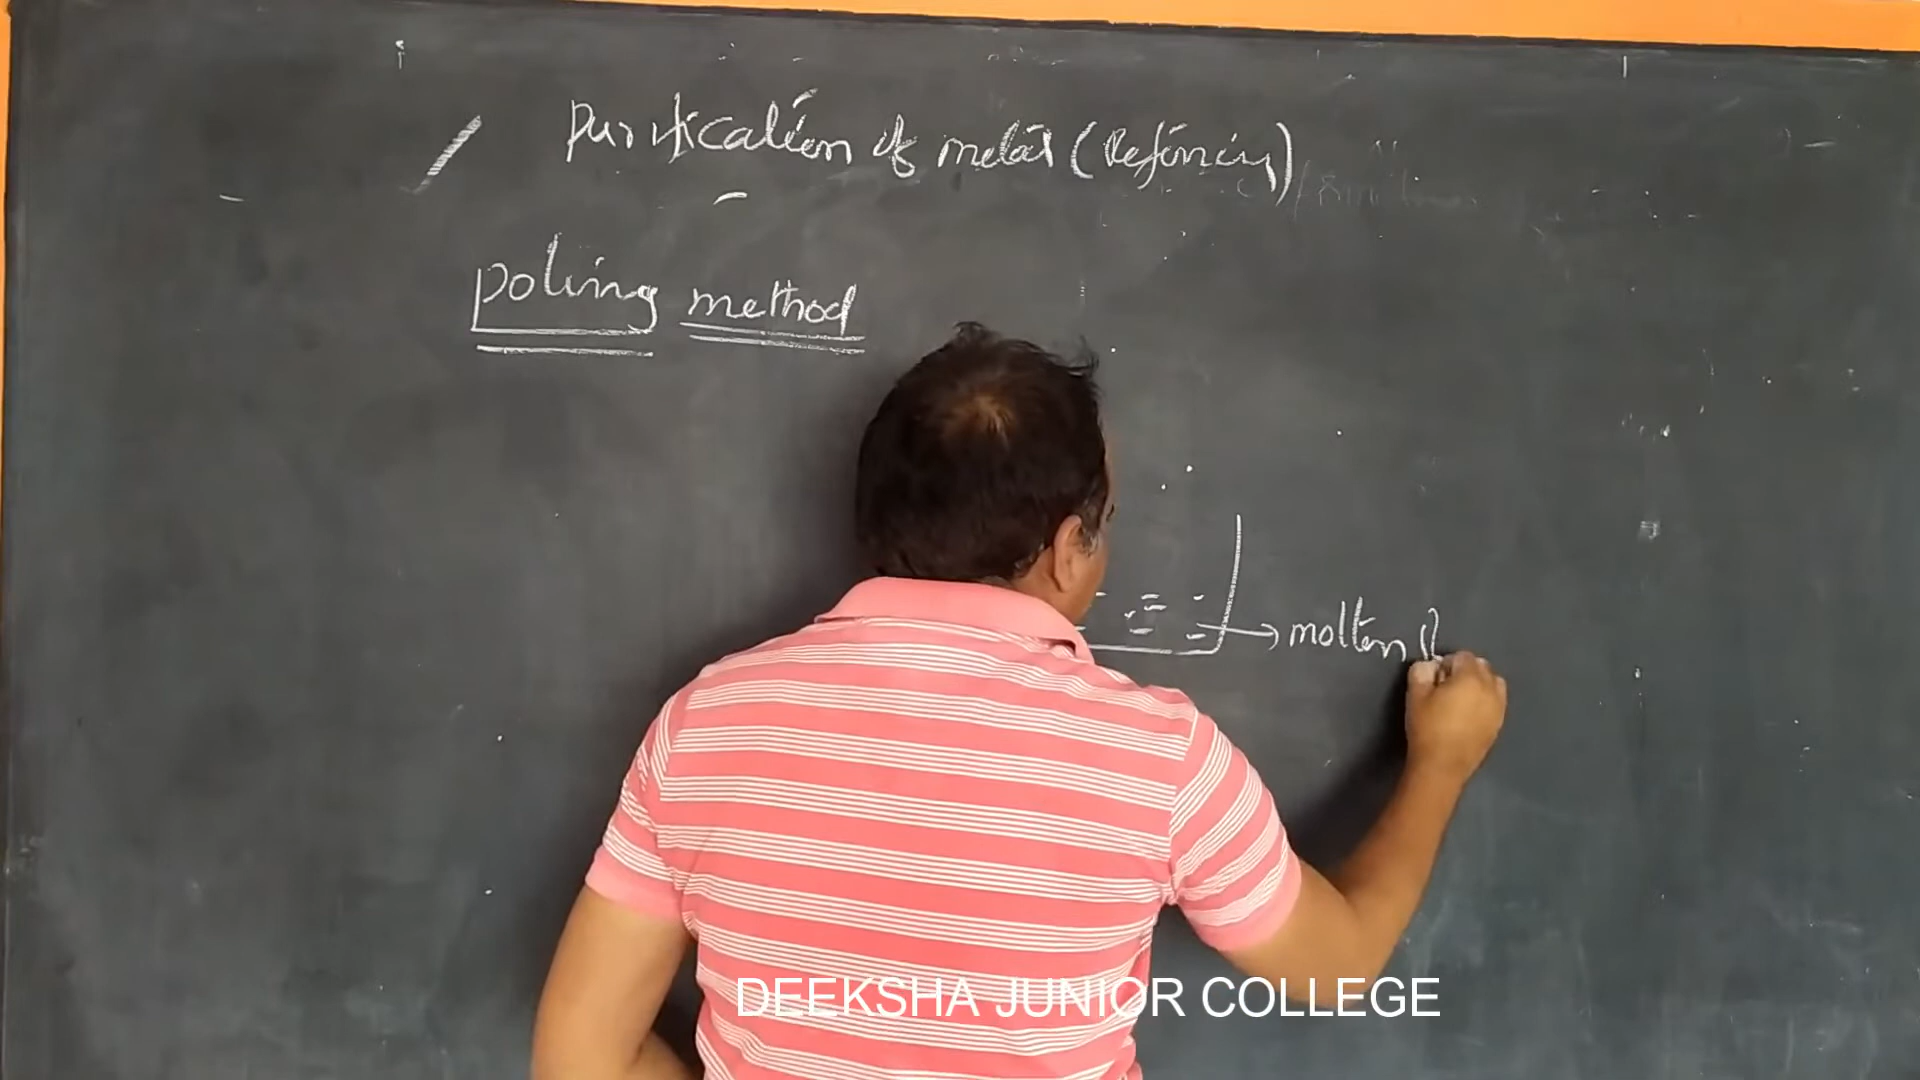 Purification of metal (Refining)
poling method
molten
DEEKSHA JUNIOR COLLEGE